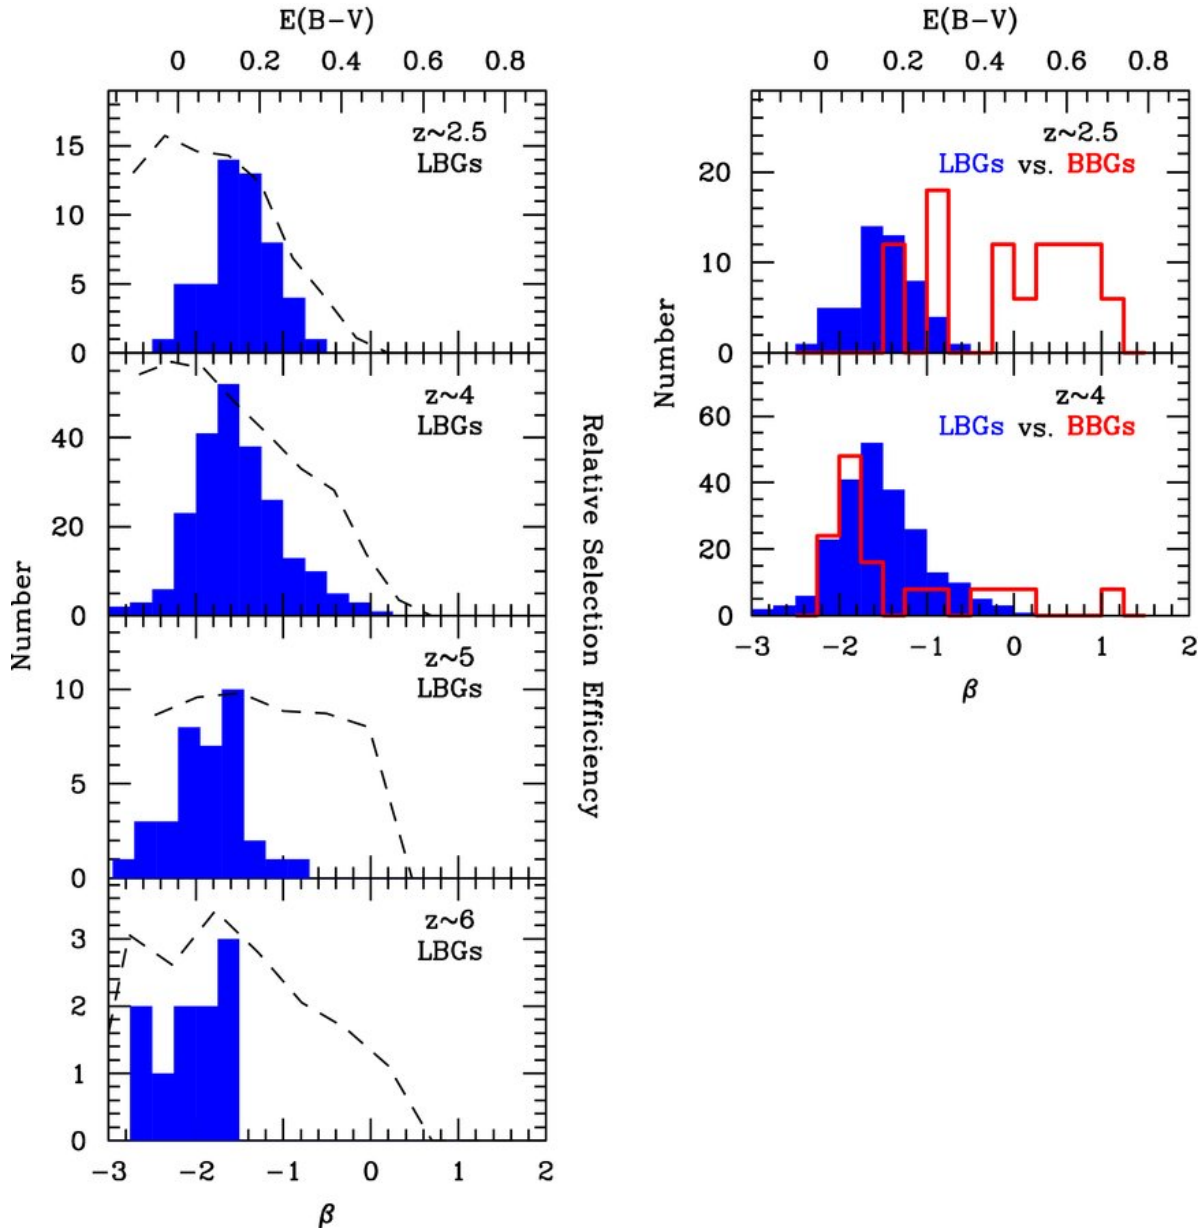 E(B−V)
0 0.2 0.4 0.6 0.8
z~2.5
LBGs
15
10
5
0
z~4
LBGs
40
20
0
z~5
LBGs
10
5
0
z~6
LBGs
3
2
1
0
−3 −2 −1 0 1 2
β
Number
Relative Selection Efficiency
E(B−V)
0 0.2 0.4 0.6 0.8
z~2.5
LBGs vs. BBGs
20
10
0
z~4
LBGs vs. BBGs
60
40
20
0
−3 −2 −1 0 1 2
β
Number